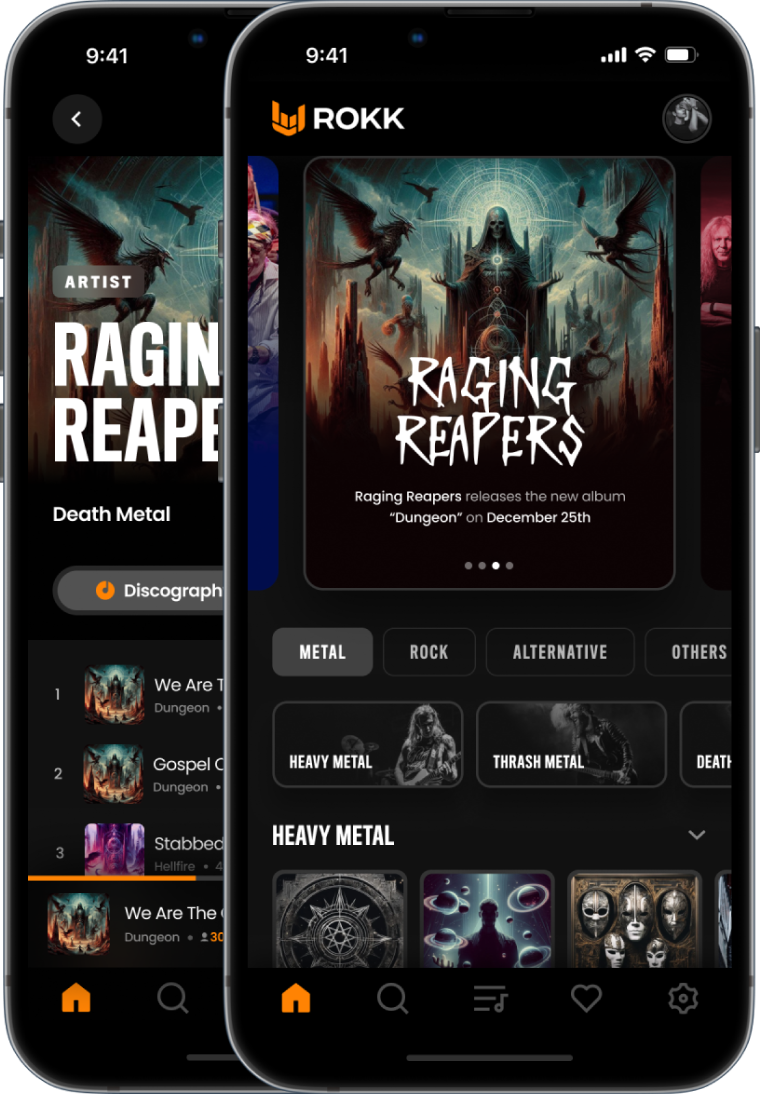 9:41
ARTIST
RAGIN
REAPE
Death Metal
Discograph
1
We Are T
Dungeon •
2
Gospel C
Dungeon •
3
Stabbed
Hellfire • 4
We Are The
Dungeon • 30
9:41
ROKK
RAGING
REAPERS
Raging Reapers releases the new album
“Dungeon” on December 25th
METAL
ROCK
ALTERNATIVE
OTHERS
HEAVY METAL
THRASH METAL
DEATH
HEAVY METAL